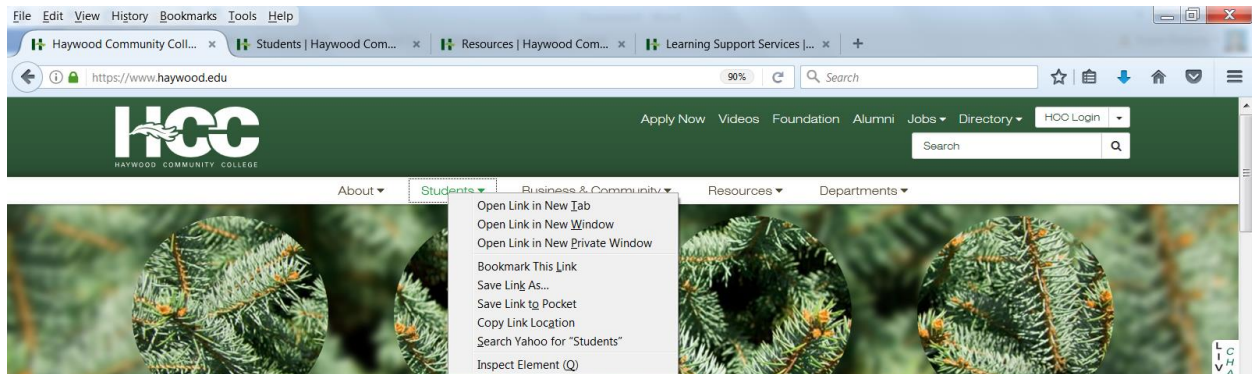 File Edit View History Bookmarks Tools Help
Haywood Community Coll... × Students | Haywood Com... × Resources | Haywood Com... × Learning Support Services |... × +
https://www.haywood.edu 90% Search
HCC
HAYWOOD COMMUNITY COLLEGE
Apply Now Videos Foundation Alumni Jobs Directory HCC Login
Search
About Students Business & Community Resources Departments
Open Link in New Tab
Open Link in New Window
Open Link in New Private Window
Bookmark This Link
Save Link As...
Save Link to Pocket
Copy Link Location
Search Yahoo for "Students"
Inspect Element (Q)
LIV
CHA